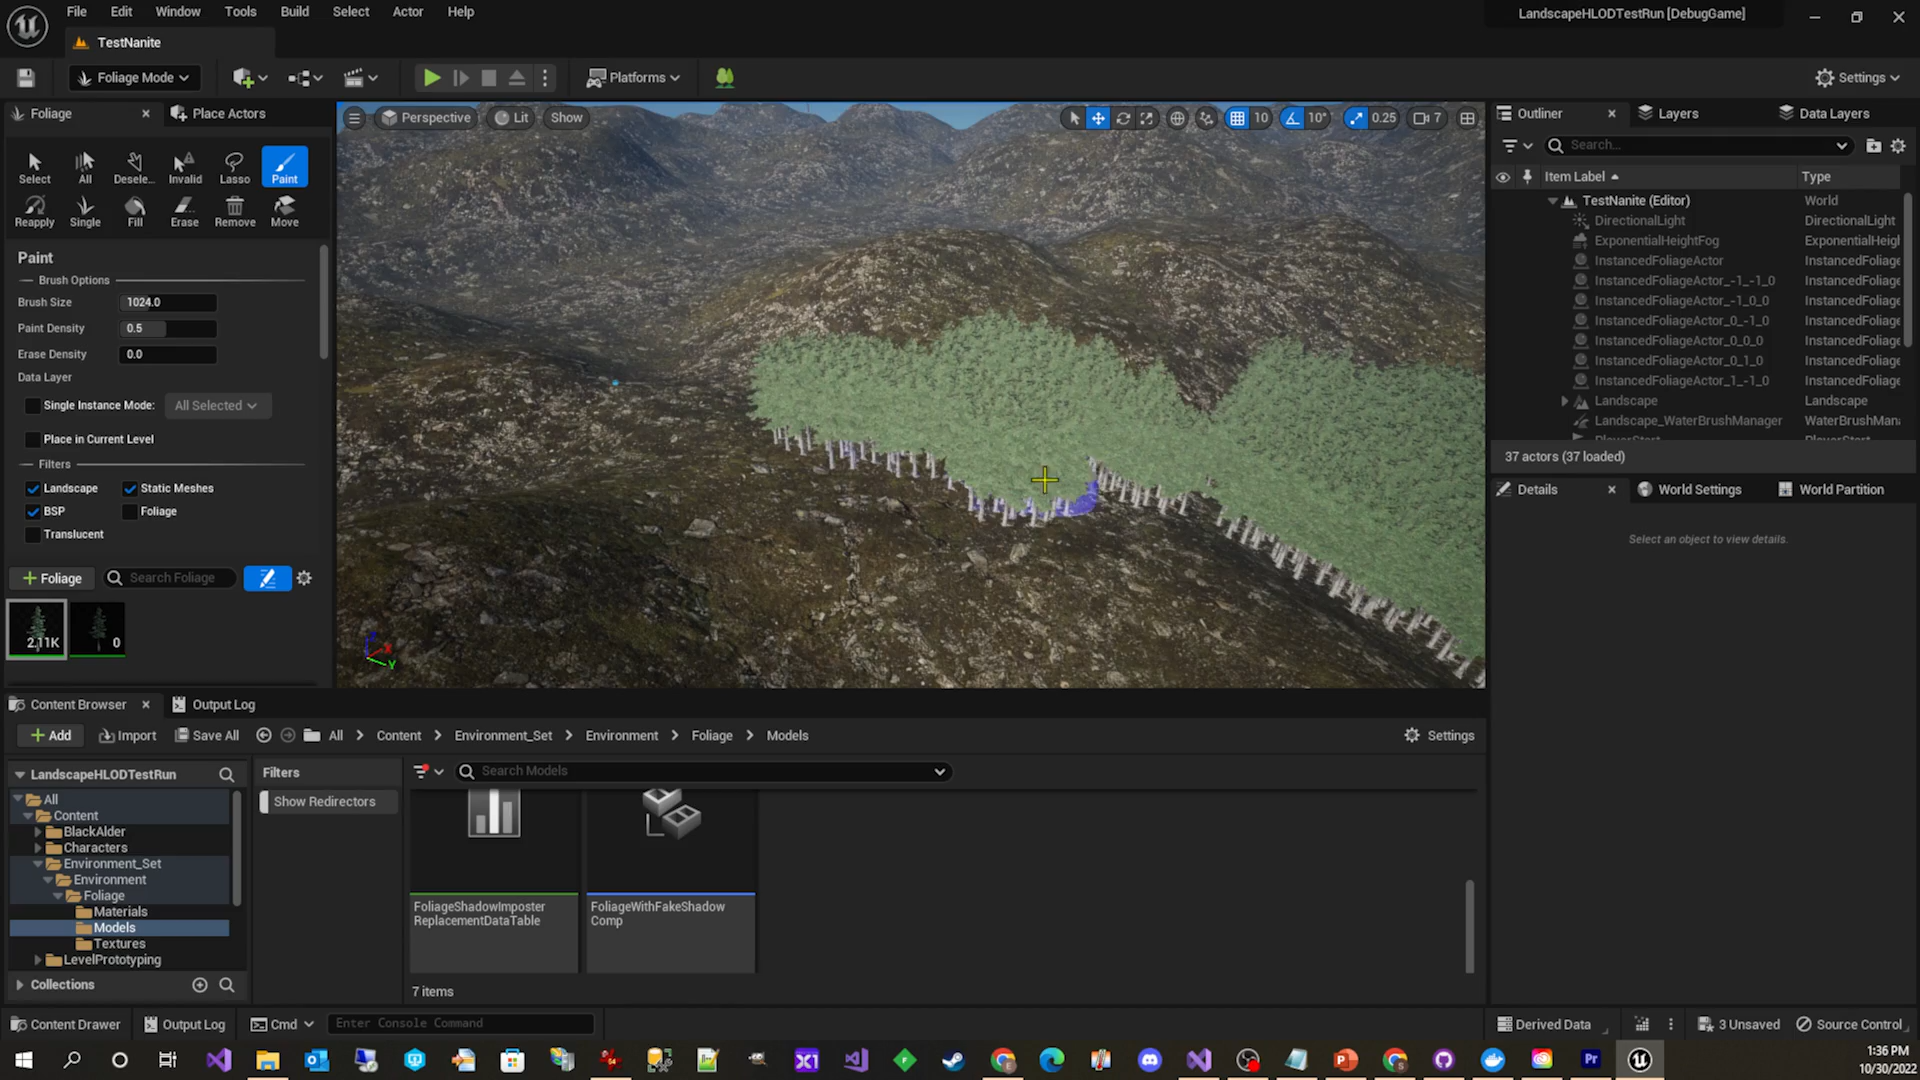 File Edit Window Tools Build Select Actor Help
LandscapeHLODTestRun [DebugGame]
TestNanite
Foliage Mode
Platforms
Settings
Foliage
Place Actors
Perspective
Lit
Show
10
10°
0.25
7
Outliner
Layers
Data Layers
Search...
Select
All
Desele...
Invalid
Lasso
Paint
Reapply
Single
Fill
Erase
Remove
Move
Item Label
Type
TestNanite (Editor) World
DirectionalLight DirectionalLight
ExponentialHeightFog ExponentialHeigl
InstancedFoliageActor InstancedFoliage
InstancedFoliageActor_-1_-1_0 InstancedFoliage
InstancedFoliageActor_-1_0_0 InstancedFoliage
InstancedFoliageActor_0_-1_0 InstancedFoliage
InstancedFoliageActor_0_0_0 InstancedFoliage
InstancedFoliageActor_0_1_0 InstancedFoliage
InstancedFoliageActor_1_-1_0 InstancedFoliage
Landscape Landscape
Landscape_WaterBrushManager WaterBrushMana
37 actors (37 loaded)
Details
World Settings
World Partition
Select an object to view details.
Paint
Brush Options
Brush Size 1024.0
Paint Density 0.5
Erase Density 0.0
Data Layer
Single Instance Mode: All Selected
Place in Current Level
Filters
Landscape Static Meshes
BSP Foliage
Translucent
Foliage
Search Foliage
2.11K
0
X
Y
Content Browser
Output Log
Add
Import
Save All
All > Content > Environment_Set > Environment > Foliage > Models
Settings
LandscapeHLODTestRun
All
Content
BlackAlder
Characters
Environment_Set
Environment
Foliage
Materials
Models
Textures
LevelPrototyping
Collections
Filters
Show Redirectors
Search Models
FoliageShadowImposter
ReplacementDataTable
FoliageWithFakeShadow
Comp
7 items
Content Drawer
Output Log
Cmd
Enter Console Command
Derived Data
3 Unsaved
Source Control
1:36 PM
10/30/2022